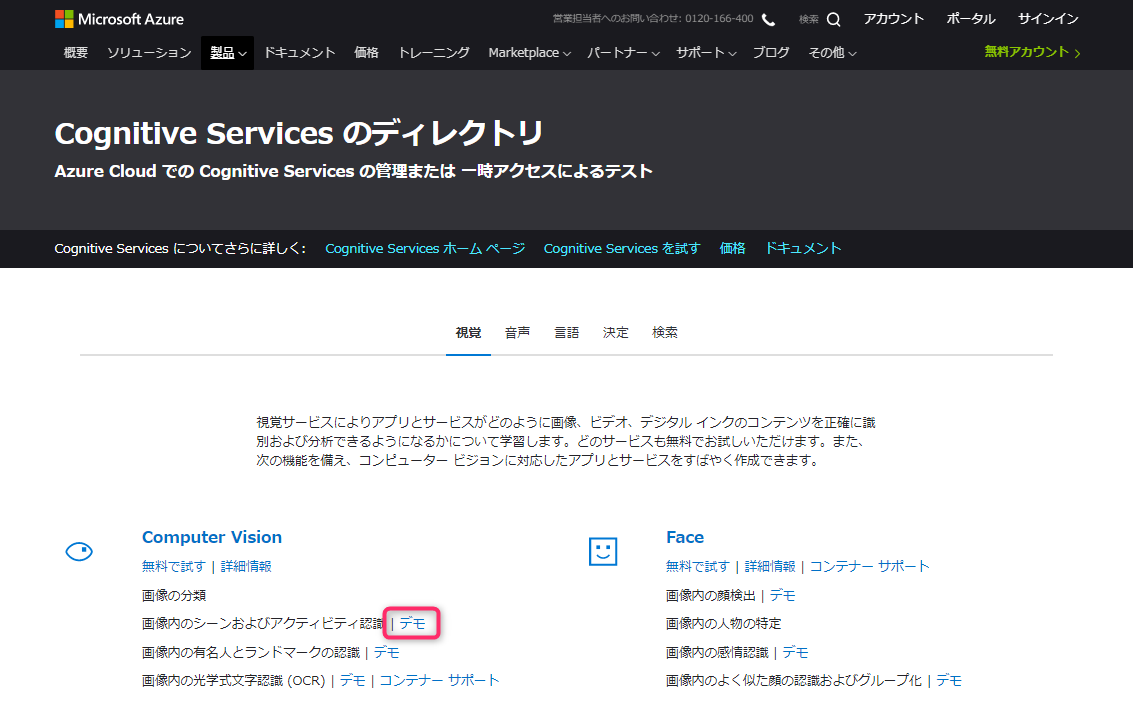 Microsoft Azure
営業担当者へのお問い合わせ: 0120-166-400 検索 アカウント ポータル サインイン
概要 ソリューション 製品 ドキュメント 価格 トレーニング Marketplace パートナー サポート ブログ その他 無料アカウント
Cognitive Services のディレクトリ
Azure Cloud での Cognitive Services の管理または 一時アクセスによるテスト
Cognitive Services についてさらに詳しく: Cognitive Services ホーム ページ Cognitive Services を試す 価格 ドキュメント
視覚 音声 言語 決定 検索
視覚サービスによりアプリとサービスがどのように画像、ビデオ、デジタル インクのコンテンツを正確に識
別および分析できるようになるかについて学習します。どのサービスも無料でお試しいただけます。また、
次の機能を備え、コンピューター ビジョンに対応したアプリとサービスをすばやく作成できます。
Computer Vision
無料で試す | 詳細情報
画像の分類
画像内のシーンおよびアクティビティ認識 | デモ
画像内の有名人とランドマークの認識 | デモ
画像内の光学式文字認識 (OCR) | デモ | コンテナー サポート
Face
無料で試す | 詳細情報 | コンテナー サポート
画像内の顔検出 | デモ
画像内の人物の特定
画像内の感情認識 | デモ
画像内のよく似た顔の認識およびグループ化 | デモ